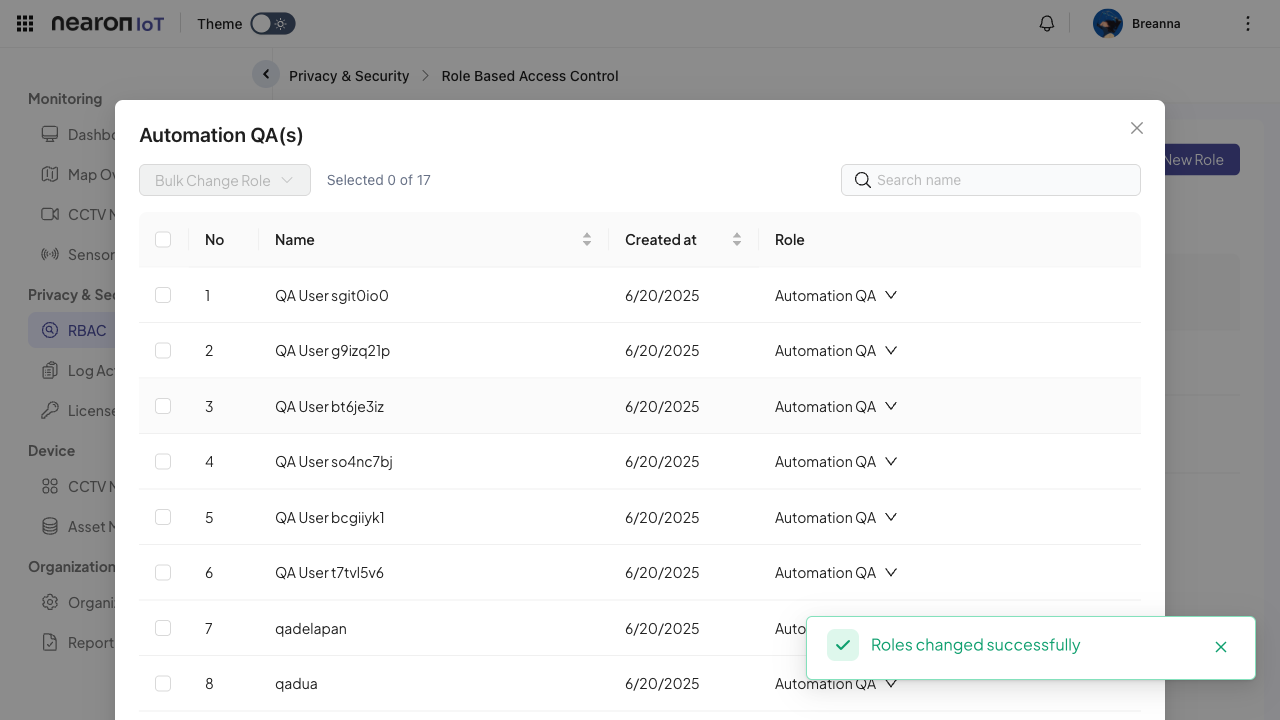 nearon IoT
Theme
Breanna
Privacy & Security
Role Based Access Control
Monitoring
Dashbo
Map Ov
CCTV M
Sensor
Privacy & Sec
RBAC
Log Act
License
Device
CCTV M
Asset M
Organization
Organiz
Report
New Role
Automation QA(s)
Bulk Change Role
Selected 0 of 17
Search name
No Name Created at Role
1 QA User sgit0io0 6/20/2025 Automation QA
2 QA User g9izq21p 6/20/2025 Automation QA
3 QA User bt6je3iz 6/20/2025 Automation QA
4 QA User so4nc7bj 6/20/2025 Automation QA
5 QA User bcgiiyk1 6/20/2025 Automation QA
6 QA User t7tvl5v6 6/20/2025 Automation QA
7 qadelapan 6/20/2025 Auto
8 qadua 6/20/2025 Automation QA
Roles changed successfully